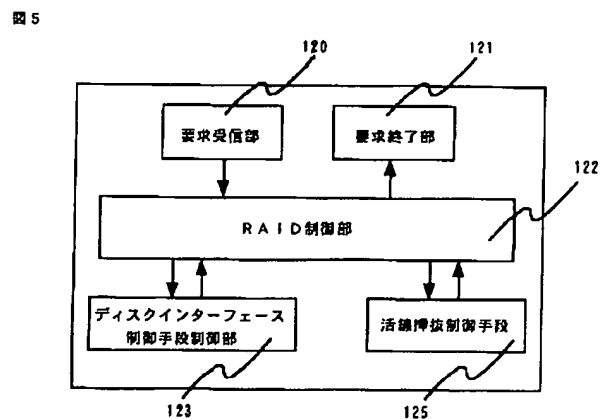 図5
120
121
要求受信部
要求終了部
122
RAID制御部
ディスクインターフェース
制御手段制御部
活線挿抜制御手段
123
125